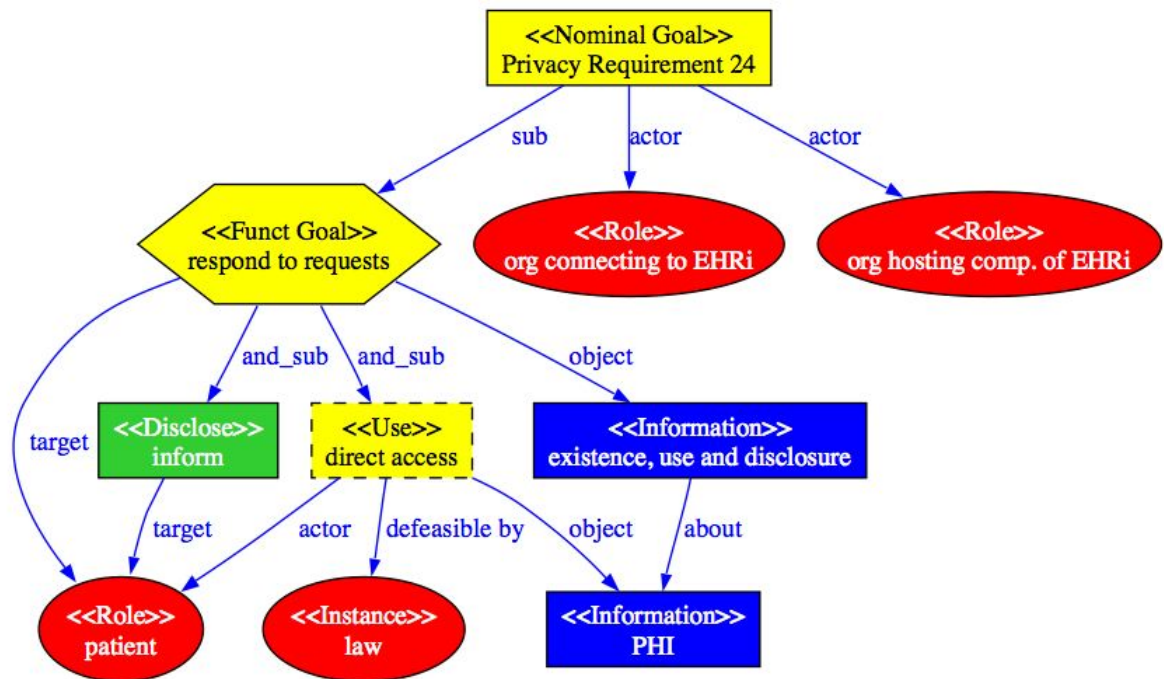 <<Nominal Goal>>
Privacy Requirement 24
sub
actor
actor
<<Funct Goal>>
respond to requests
<<Role>>
org connecting to EHRi
<<Role>>
org hosting comp. of EHRi
and_sub
and_sub
object
target
<<Disclose>>
inform
<<Use>>
direct access
<<Information>>
existence, use and disclosure
target
actor
defeasible by
object
about
<<Role>>
patient
<<Instance>>
law
<<Information>>
PHI